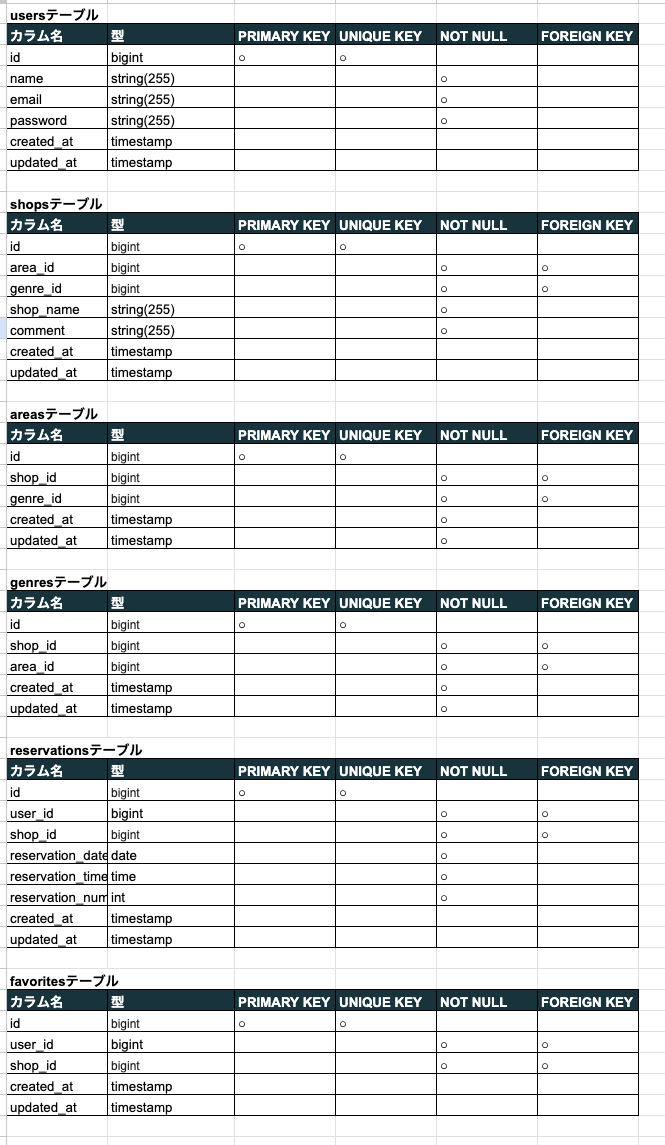 usersテーブル
カラム名 型 PRIMARY KEY UNIQUE KEY NOT NULL FOREIGN KEY
id bigint ○ ○
name string(255) ○
email string(255) ○
password string(255) ○
created_at timestamp
updated_at timestamp
shopsテーブル
カラム名 型 PRIMARY KEY UNIQUE KEY NOT NULL FOREIGN KEY
id bigint ○ ○
area_id bigint ○ ○
genre_id bigint ○ ○
shop_name string(255) ○
comment string(255) ○
created_at timestamp
updated_at timestamp
areasテーブル
カラム名 型 PRIMARY KEY UNIQUE KEY NOT NULL FOREIGN KEY
id bigint ○ ○
shop_id bigint ○ ○
genre_id bigint ○ ○
created_at timestamp ○
updated_at timestamp ○
genresテーブル
カラム名 型 PRIMARY KEY UNIQUE KEY NOT NULL FOREIGN KEY
id bigint ○ ○
shop_id bigint ○ ○
area_id bigint ○ ○
created_at timestamp ○
updated_at timestamp ○
reservationsテーブル
カラム名 型 PRIMARY KEY UNIQUE KEY NOT NULL FOREIGN KEY
id bigint ○ ○
user_id bigint ○ ○
shop_id bigint ○ ○
reservation_date date ○
reservation_time time ○
reservation_num int ○
created_at timestamp
updated_at timestamp
favoritesテーブル
カラム名 型 PRIMARY KEY UNIQUE KEY NOT NULL FOREIGN KEY
id bigint ○ ○
user_id bigint ○ ○
shop_id bigint ○ ○
created_at timestamp
updated_at timestamp